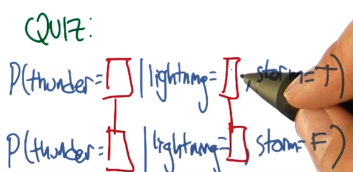 QUIZ:
P(thunder=□ | lightning=□, storm=T)
P(thunder=□ | lightning=□, storm=F)